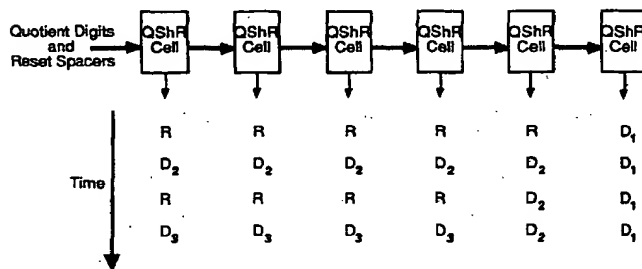 Quotient Digits and Reset Spacers
QShR Cell
QShR Cell
QShR Cell
QShR Cell
QShR Cell
QShR Cell
Time
R R R R R D₁
D₂ D₂ D₂ D₂ D₂ D₁
R R R R D₂ D₁
D₃ D₃ D₃ D₃ D₂ D₁